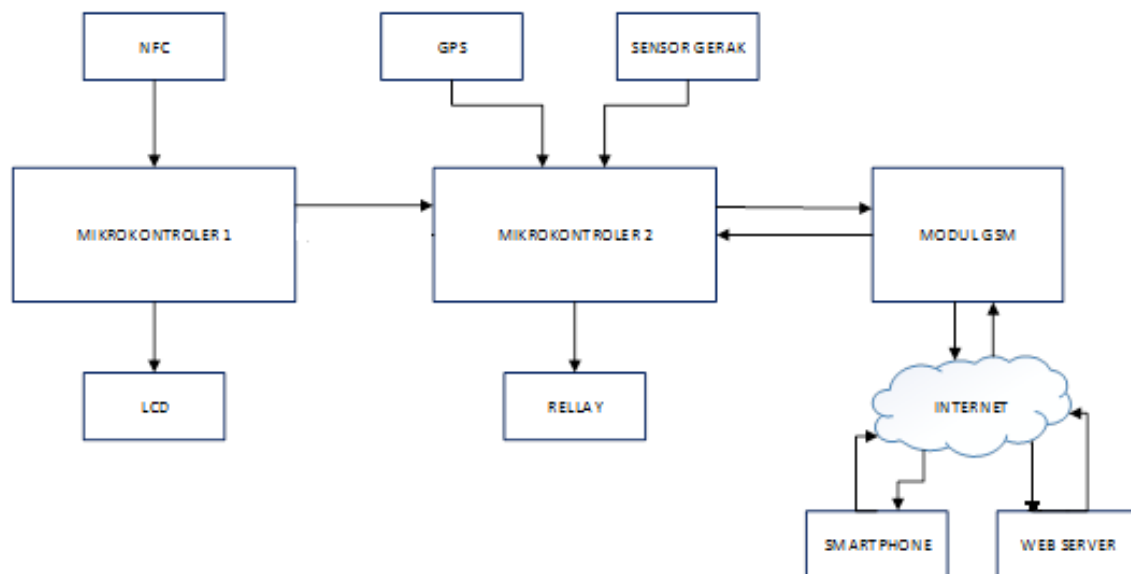 NFC
GPS
SENSOR GERAK
MIKROKONTROLER 1
MIKROKONTROLER 2
MODUL GSM
LCD
RELLAY
INTERNET
SMARTPHONE
WEB SERVER